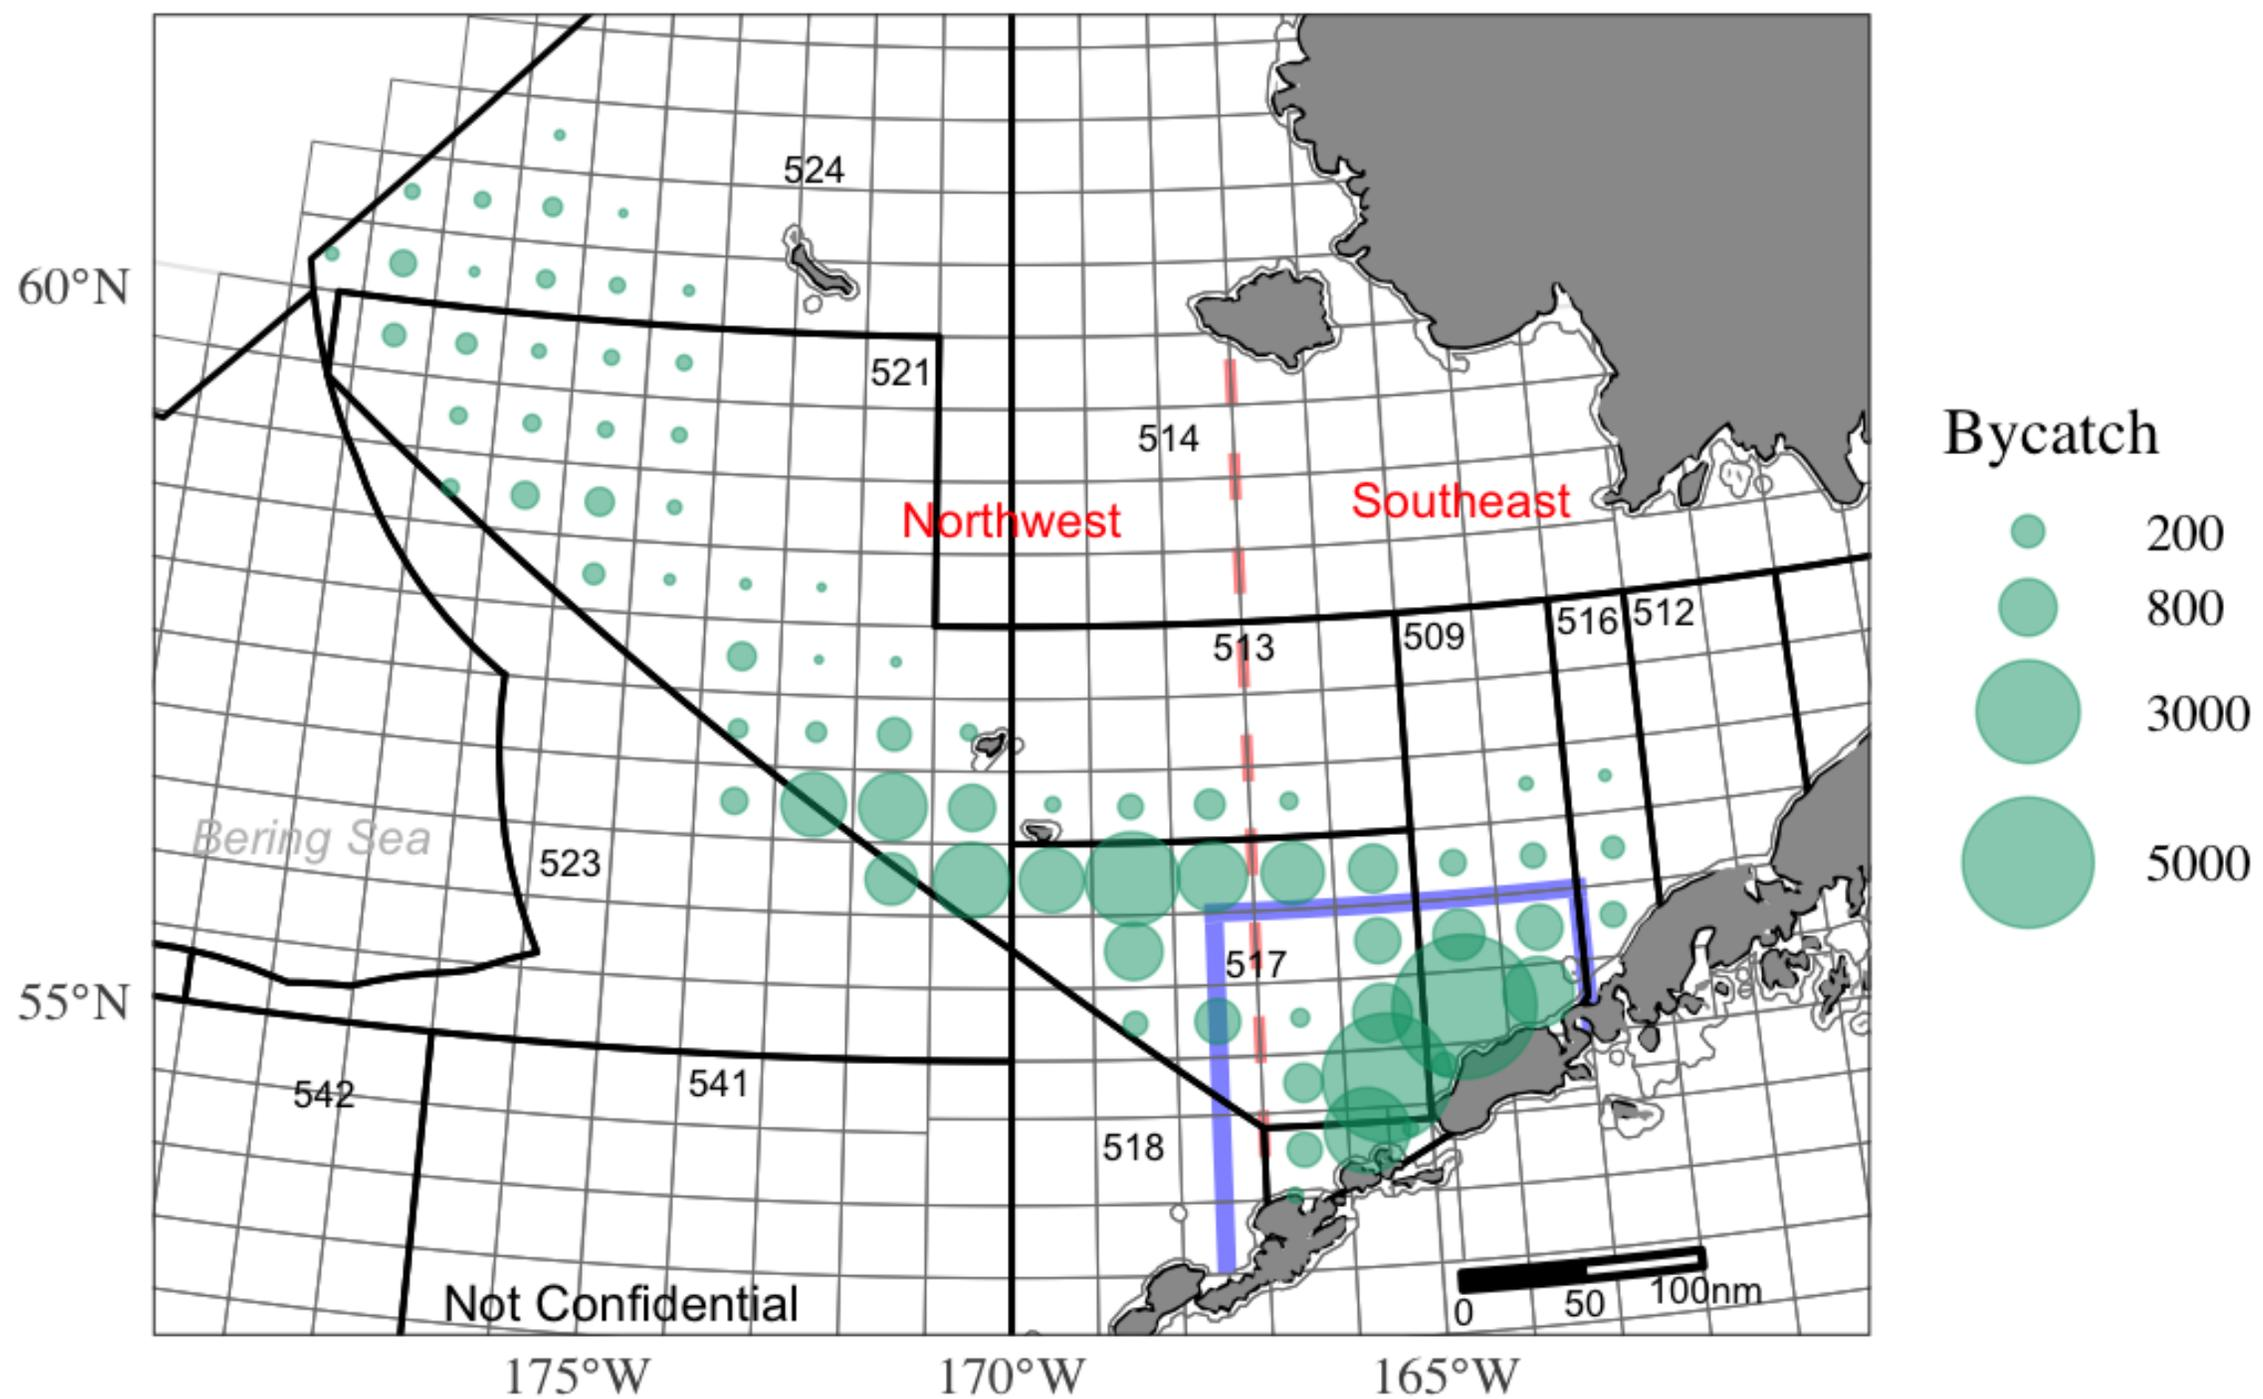 524
60°N
521
514
Northwest
Southeast
Bycatch
200
800
3000
5000
513
509
516
512
Bering Sea
523
517
55°N
542
541
518
Not Confidential
0
50
100nm
175°W
170°W
165°W